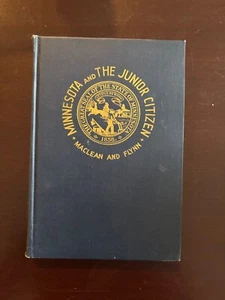 MINNESOTA AND THE JUNIOR CITIZEN
THE GREAT SEAL OF THE STATE OF MINNESOTA
1858
MACLEAN AND FLYNN